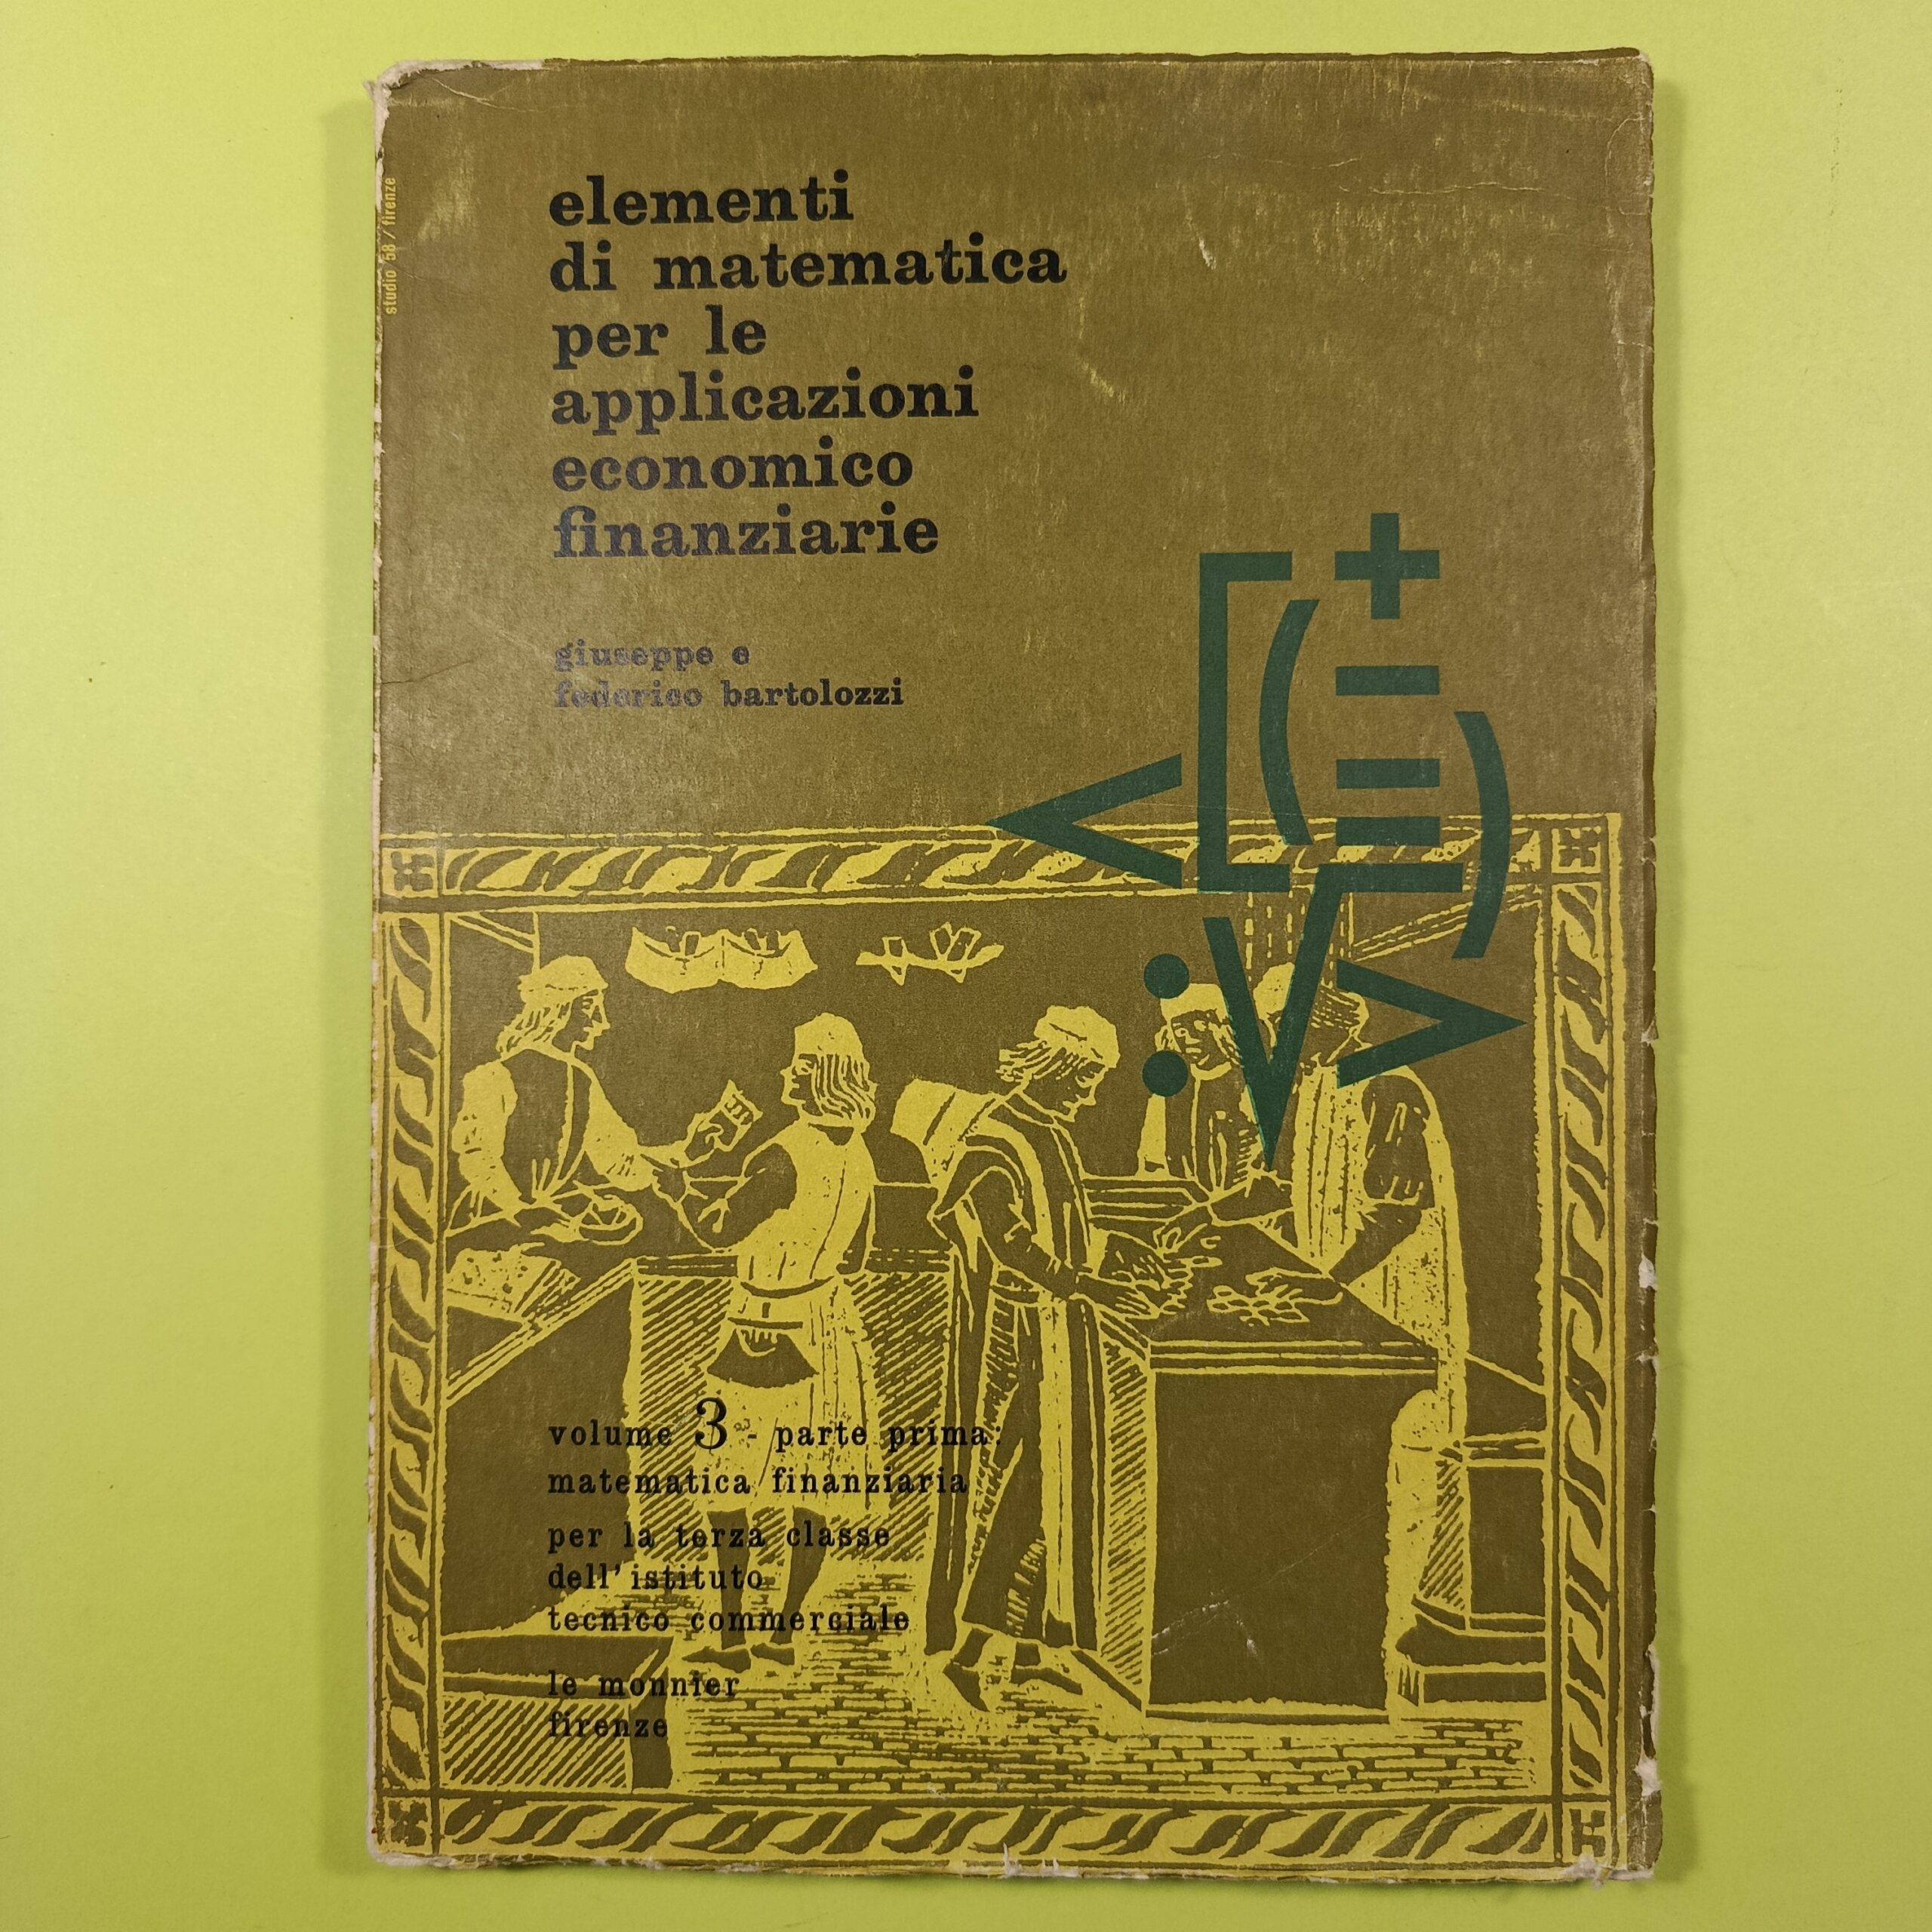 studio 58 / firenze
elementi
di matematica
per le
applicazioni
economico
finanziarie
giuseppe e
federico bartolozzi
volume 3 - parte prima:
matematica finanziaria
per la terza classe
dell'istituto
tecnico commerciale
le monnier
firenze